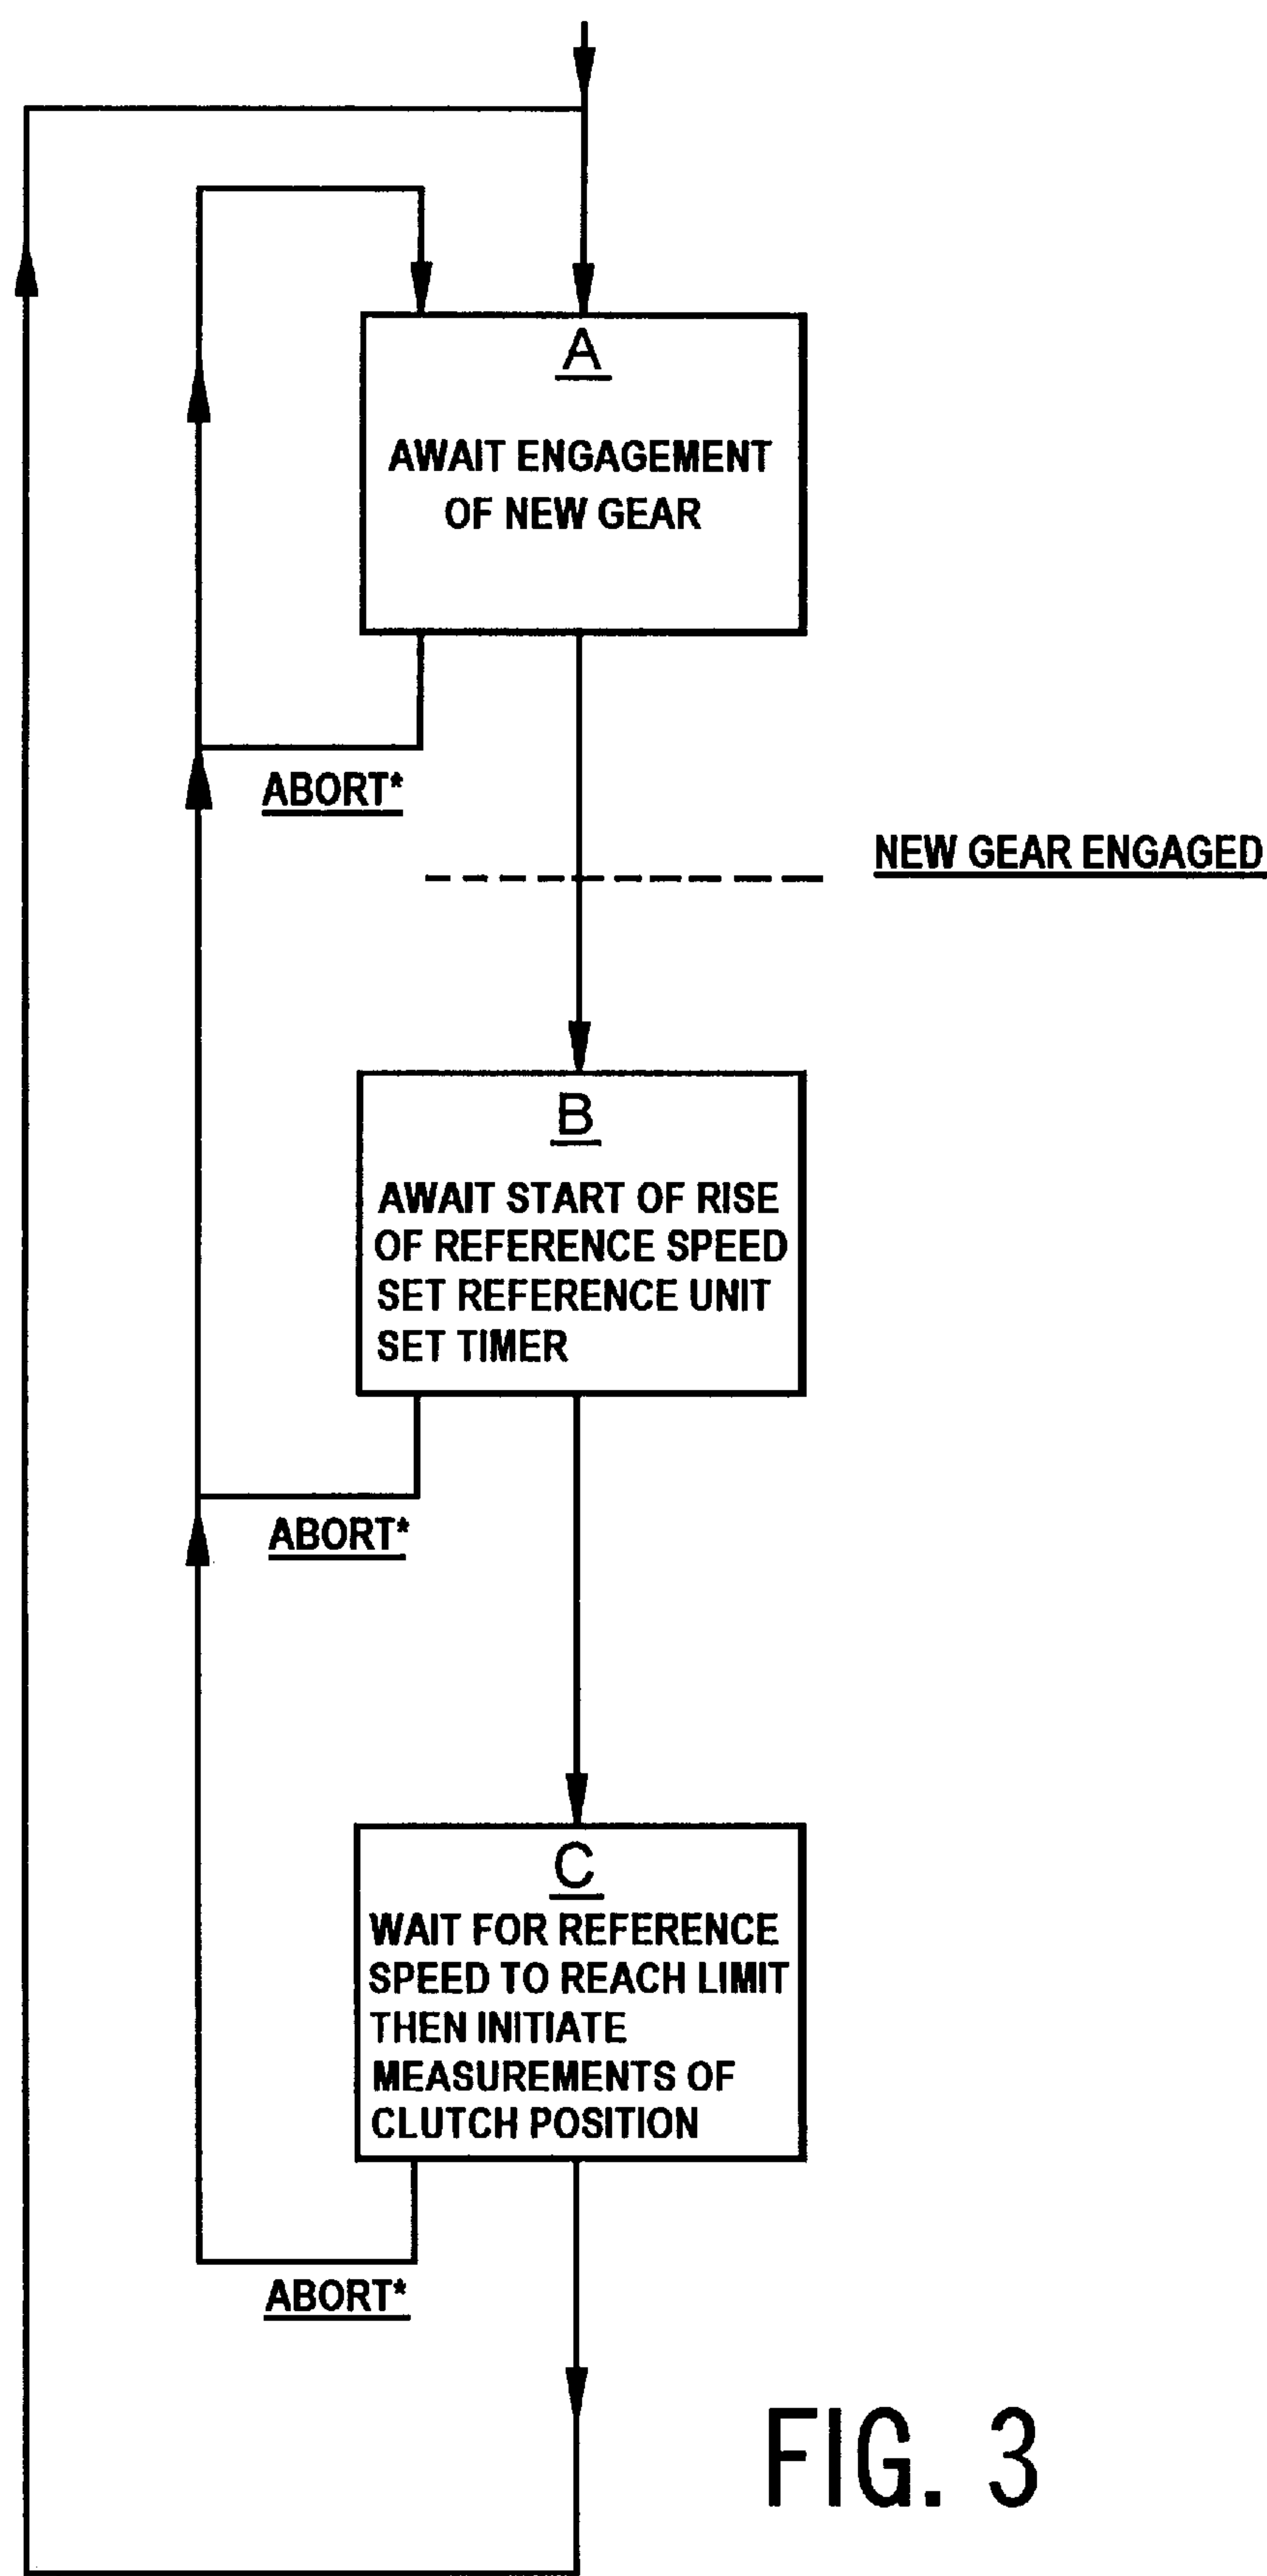 A
AWAIT ENGAGEMENT
OF NEW GEAR
ABORT*
NEW GEAR ENGAGED
B
AWAIT START OF RISE
OF REFERENCE SPEED
SET REFERENCE UNIT
SET TIMER
ABORT*
C
WAIT FOR REFERENCE
SPEED TO REACH LIMIT
THEN INITIATE
MEASUREMENTS OF
CLUTCH POSITION
ABORT*
FIG. 3